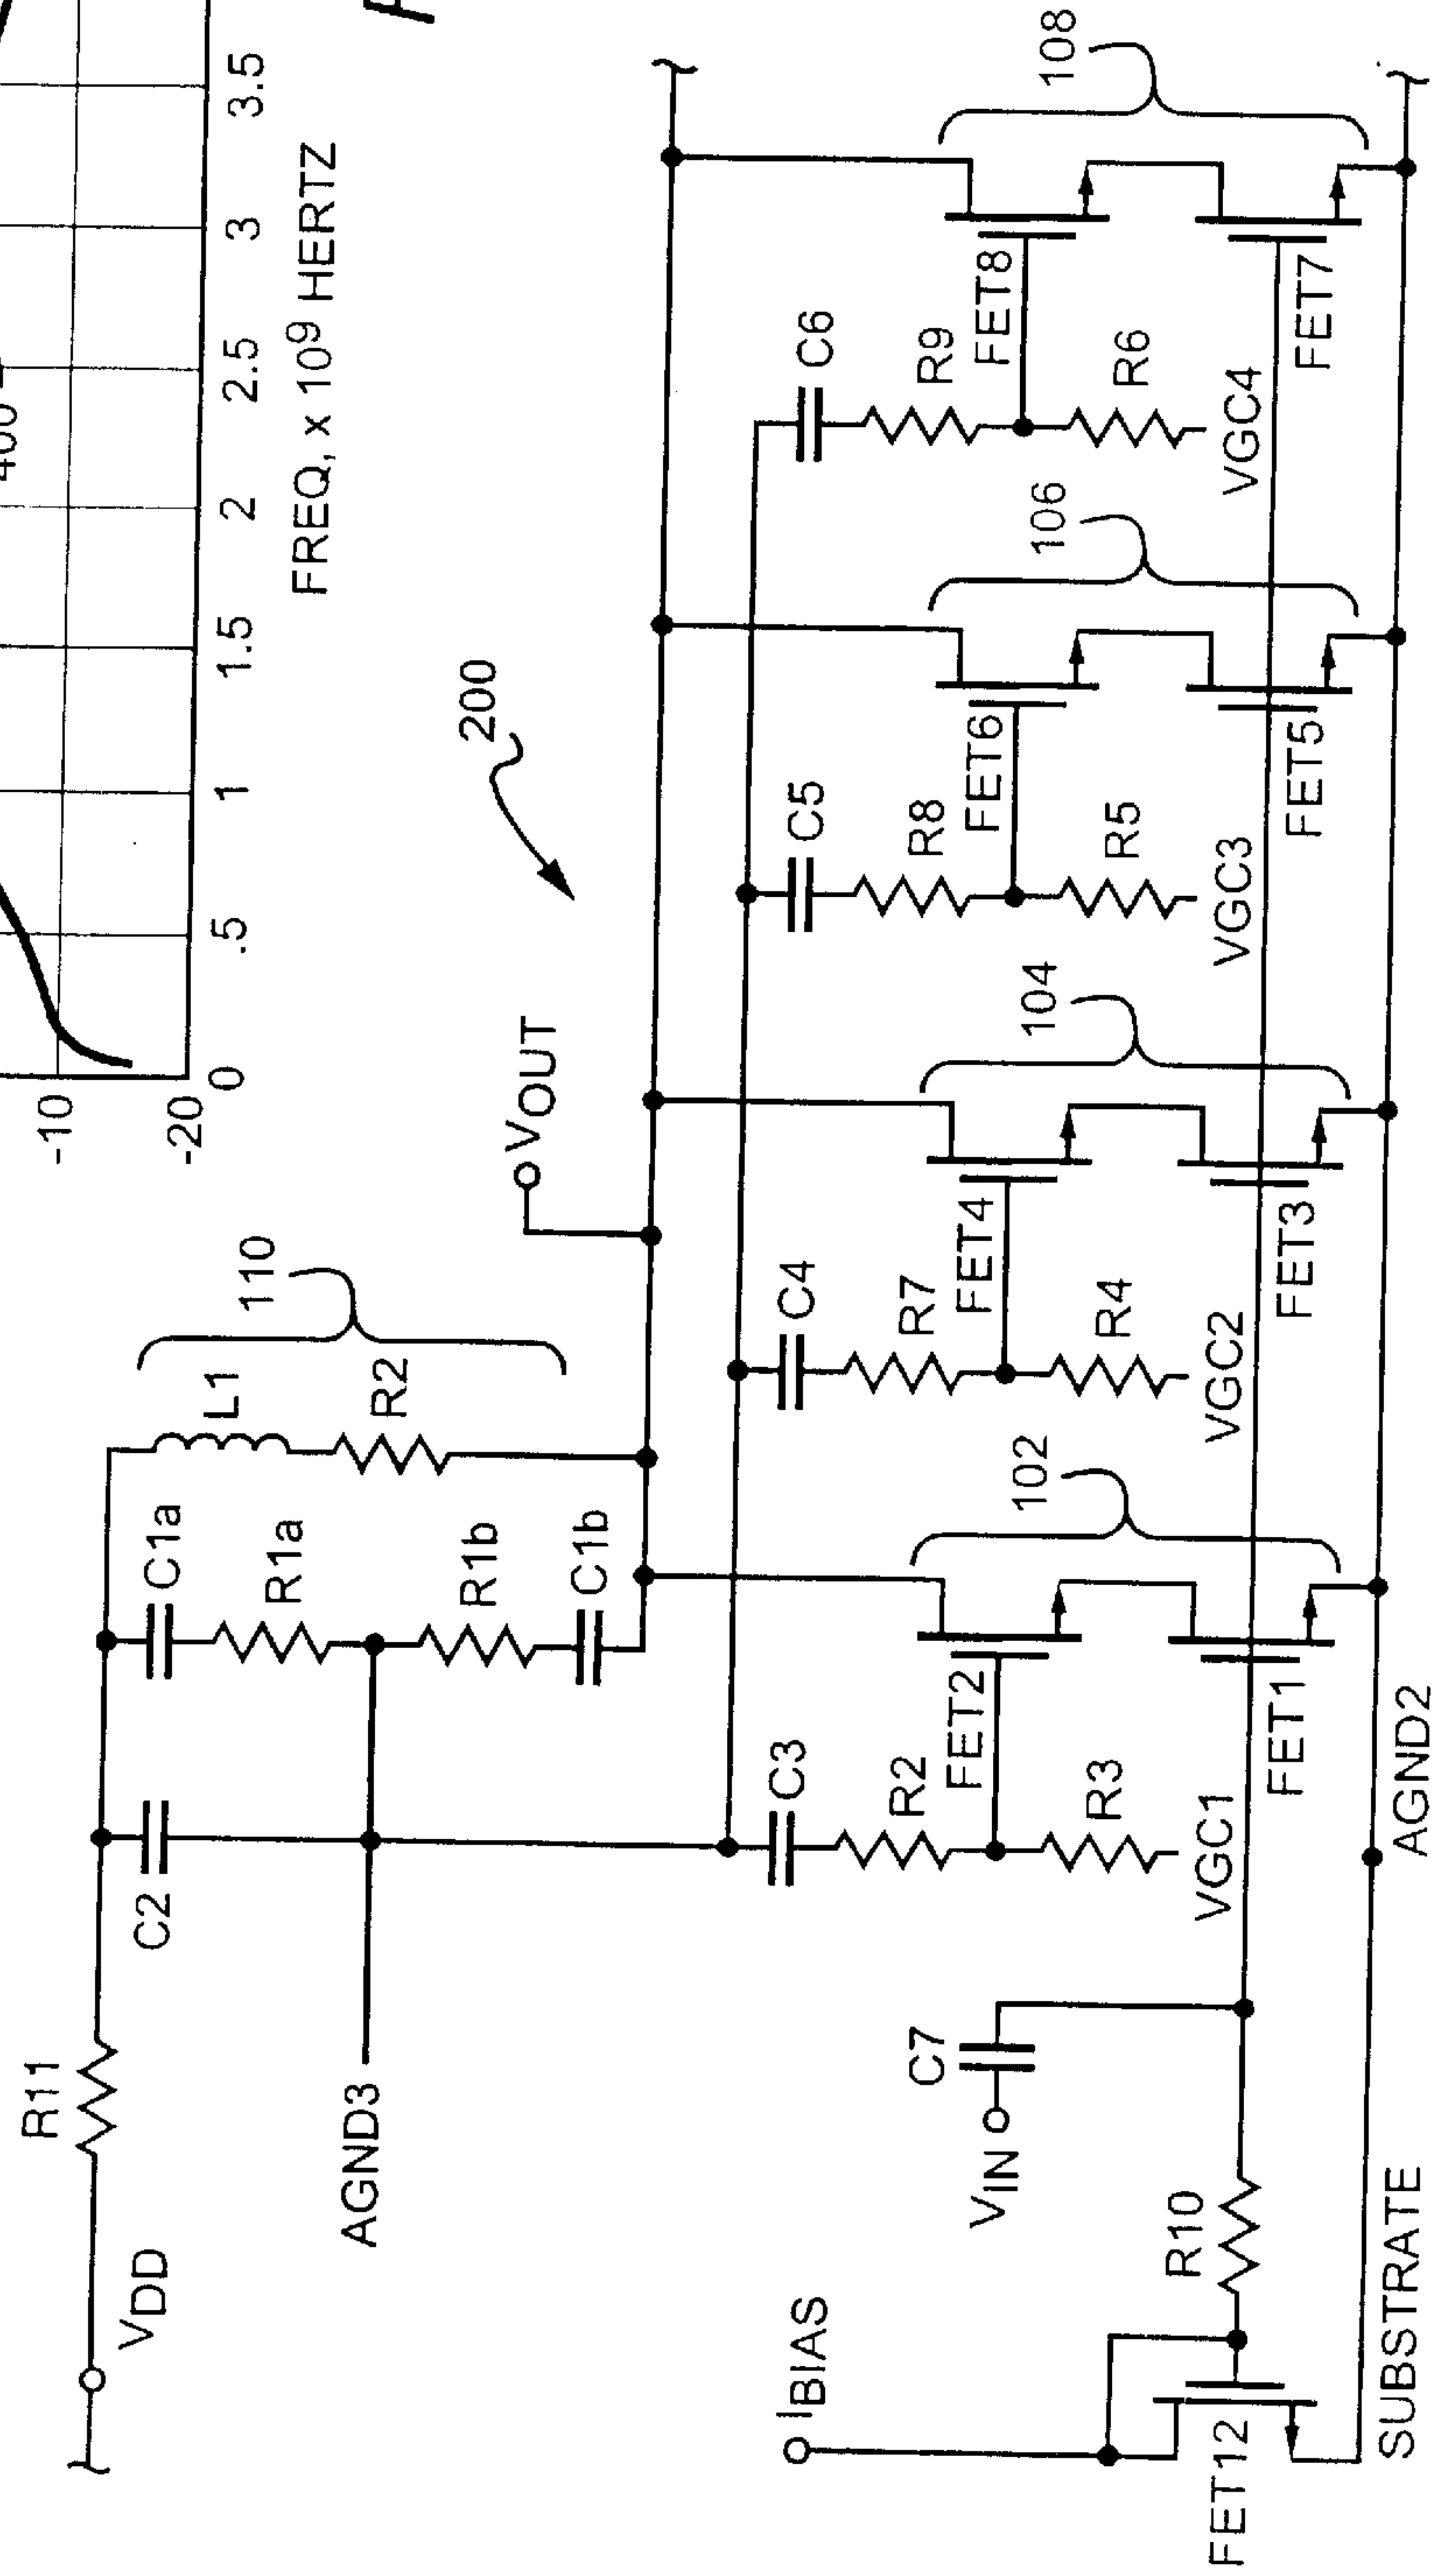 -10
-20
0
.5
1
1.5
2
2.5
3
3.5
FREQ, x 10⁹ HERTZ
200
R11
VDD
C2
C1a
R1a
R1b
C1b
L1
R2
110
VOUT
AGND3
C3
R2
R3
VGC1
FET2
FET1
102
C4
R7
R4
VGC2
FET4
FET3
104
C5
R8
R5
VGC3
FET6
FET5
106
C6
R9
R6
VGC4
FET8
FET7
108
IBIAS
VIN
C7
R10
FET12
SUBSTRATE
AGND2